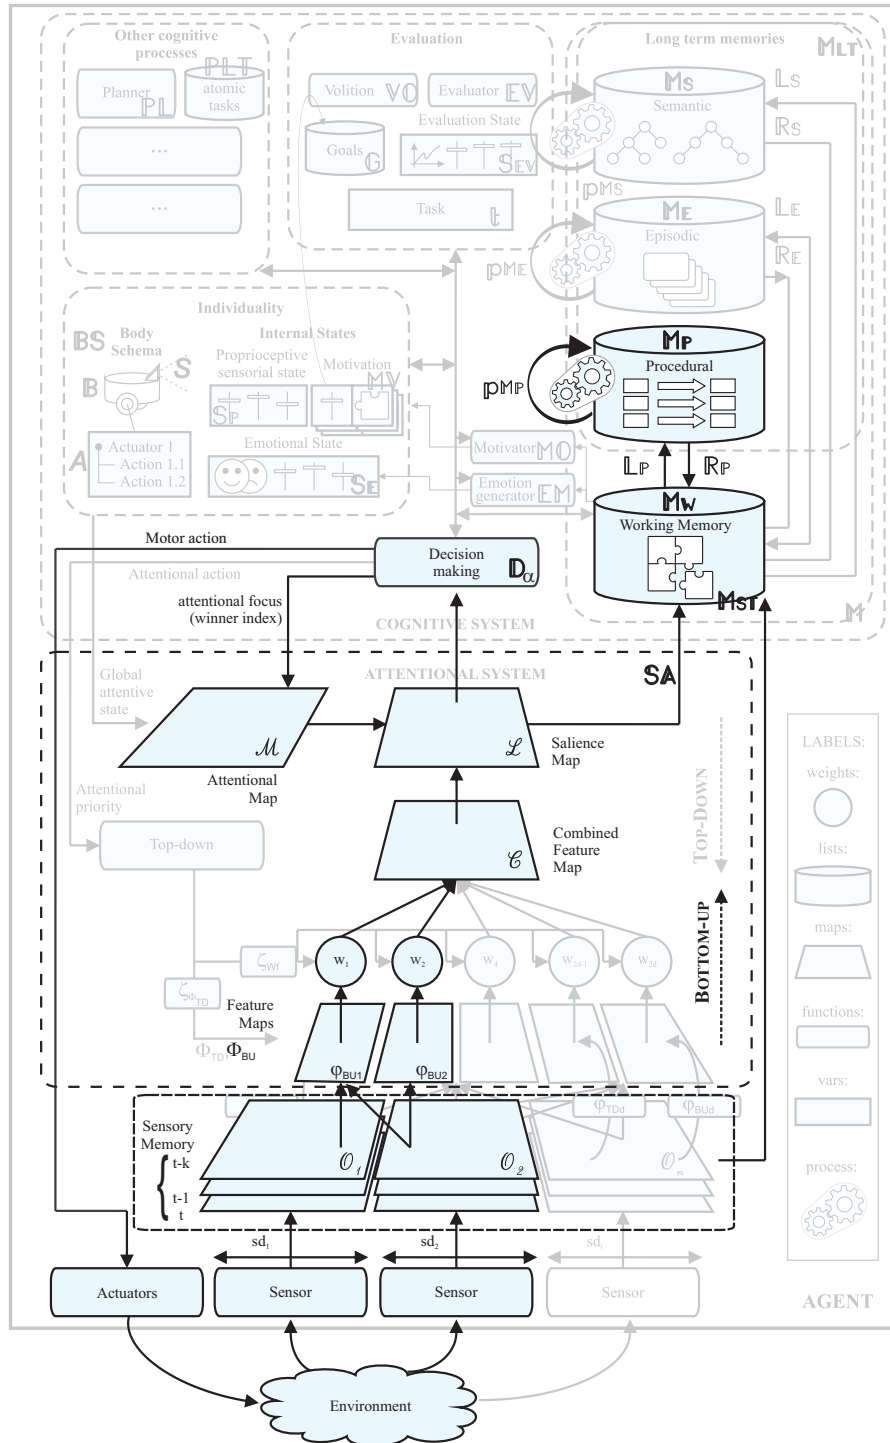 Other cognitive
processes
Planner
PL
PLT
atomic
tasks
...
...
Evaluation
Volition VO
Evaluator EV
Goals
G
Evaluation State
SEV
Task
t
Long term memories
MLT
MS
Semantic
LS
RS
pMS
ME
Episodic
LE
RE
pME
MP
Procedural
pMP
LP
RP
MW
Working Memory
MST
M
Individuality
BS
Body
Schema
B
S
A
Actuator 1
Action 1.1
Action 1.2
Internal States
Proprioceptive
sensorial state
SP
Motivation
MV
Emotional State
SE
Motivator MO
Emotion
generator EM
Motor action
Attentional action
Decision
making
Dα
attentional focus
(winner index)
COGNITIVE SYSTEM
ATTENTIONAL SYSTEM
SA
Global
attentive
state
ℳ
Attentional
Map
ℒ
Salience
Map
Attentional
priority
Top-down
𝒞
Combined
Feature
Map
TOP-DOWN
BOTTOM-UP
ζWf
ζΦTD
w1
w2
w4
w2d-1
w2d
Feature
Maps
ΦTD,ΦBU
φBU1
φBU2
φTDd
φBUd
Sensory
Memory
t-k
t-1
t
𝒪1
𝒪2
𝒪n
sd1
sd2
sdi
Actuators
Sensor
Sensor
Sensor
Environment
LABELS:
weights:
lists:
maps:
functions:
vars:
process:
AGENT